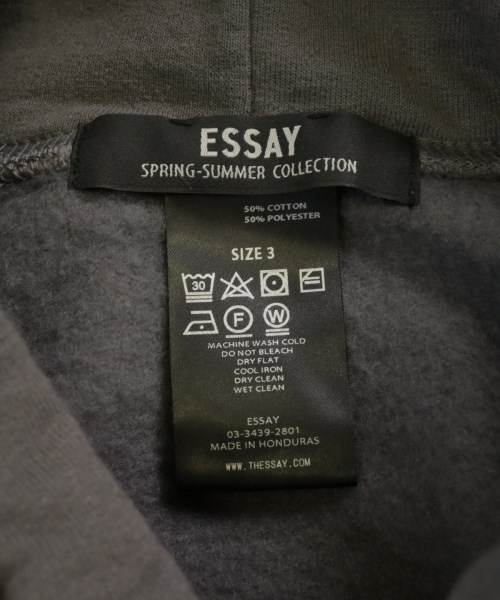 ESSAY
SPRING-SUMMER COLLECTION
50% COTTON
50% POLYESTER
SIZE 3
30
F W
MACHINE WASH COLD
DO NOT BLEACH
DRY FLAT
COOL IRON
DRY CLEAN
WET CLEAN
ESSAY
03-3439-2801
MADE IN HONDURAS
WWW.THESSAY.COM